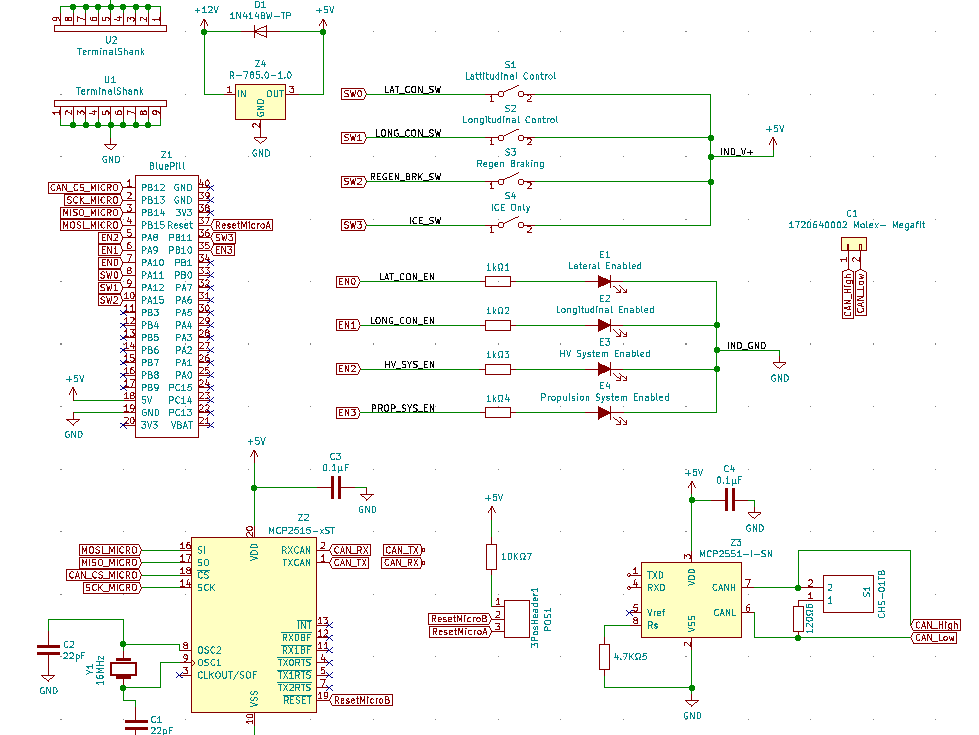 9 8 7 6 5 4 3 2 1
U2
TerminalShank
U1
TerminalShank
1 2 3 4 5 6 7 8 9
GND
+12V
D1
1N4148W-TP
+5V
Z4
R-785.0-1.0
1 IN OUT 3
GND
2
GND
S1
Lattitudinal Control
SW0 LAT_CON_SW 1 2
S2
Longitudinal Control
SW1 LONG_CON_SW 1 2
S3
Regen Braking
SW2 REGEN_BRK_SW 1 2
S4
ICE Only
SW3 ICE_SW 1 2
IND_V+
+5V
Z1
BluePill
CAN_CS_MICRO 1 PB12 GND 40
SCK_MICRO 2 PB13 GND 39
MISO_MICRO 3 PB14 3V3 38
MOSI_MICRO 4 PB15 Reset 37 ResetMicroA
EN2 5 PA8 PB11 36 SW3
EN1 6 PA9 PB10 35 EN3
EN0 7 PA10 PB1 34
SW0 8 PA11 PB0 33
SW1 9 PA12 PA7 32
SW2 10 PA15 PA6 31
11 PB3 PA5 30
12 PB4 PA4 29
13 PB5 PA3 28
14 PB6 PA2 27
15 PB7 PA1 26
16 PB8 PA0 25
17 PB9 PC15 24
18 5V PC14 23
19 GND PC13 22
20 3V3 VBAT 21
+5V
GND
EN0 LAT_CON_EN 1kΩ1
E1
Lateral Enabled
EN1 LONG_CON_EN 1kΩ2
E2
Longitudinal Enabled
EN2 HV_SYS_EN 1kΩ3
E3
HV System Enabled
EN3 PROP_SYS_EN 1kΩ4
E4
Propulsion System Enabled
IND_GND
GND
C1
1720640002 Molex- Megafit
1 2
CAN_High
CAN_Low
+5V
C3
0.1µF
GND
Z2
MCP2515-xST
20
VDD
MOSI_MICRO 16 SI RXCAN 2 CAN_RX
MISO_MICRO 17 SO TXCAN 1 CAN_TX
CAN_CS_MICRO 18 CS
SCK_MICRO 14 SCK
INT 13
RX0BF 12
RX1BF 11
8 OSC2 TX0RTS 4
9 OSC1 TX1RTS 5
3 CLKOUT/SOF TX2RTS 7
RESET 19 ResetMicroB
VSS
10
C2
22pF
GND
Y1
16MHz
C1
22pF
CAN_TX
CAN_RX
+5V
10KΩ7
1
ResetMicroB 2
ResetMicroA 3
3PosHeader1
POS1
+5V
C4
0.1µF
GND
Z3
MCP2551-I-SN
3
VDD
1 TXD
4 RXD CANH 7
5 Vref CANL 6
8 Rs
VSS
2
4.7KΩ5
GND
120Ω6
2 2
1 1
S1
CHS-01TB
CAN_High
CAN_Low